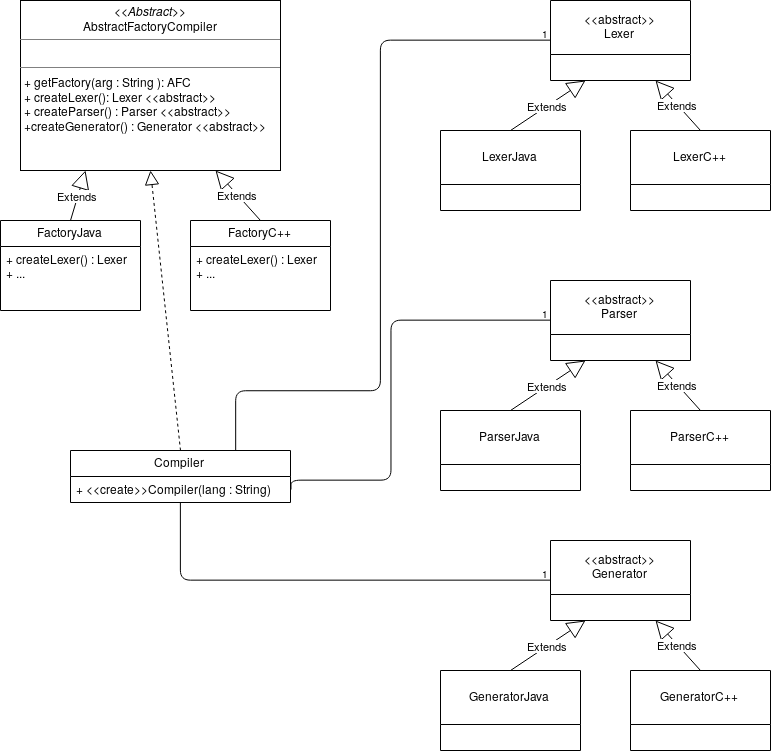 <<Abstract>>
AbstractFactoryCompiler
+ getFactory(arg : String ): AFC
+ createLexer(): Lexer <<abstract>>
+ createParser() : Parser <<abstract>>
+createGenerator() : Generator <<abstract>>
Extends
Extends
FactoryJava
+ createLexer() : Lexer
+ ...
FactoryC++
+ createLexer() : Lexer
+ ...
Compiler
+ <<create>>Compiler(lang : String)
1
<<abstract>>
Lexer
Extends
Extends
LexerJava
LexerC++
1
<<abstract>>
Parser
Extends
Extends
ParserJava
ParserC++
1
<<abstract>>
Generator
Extends
Extends
GeneratorJava
GeneratorC++